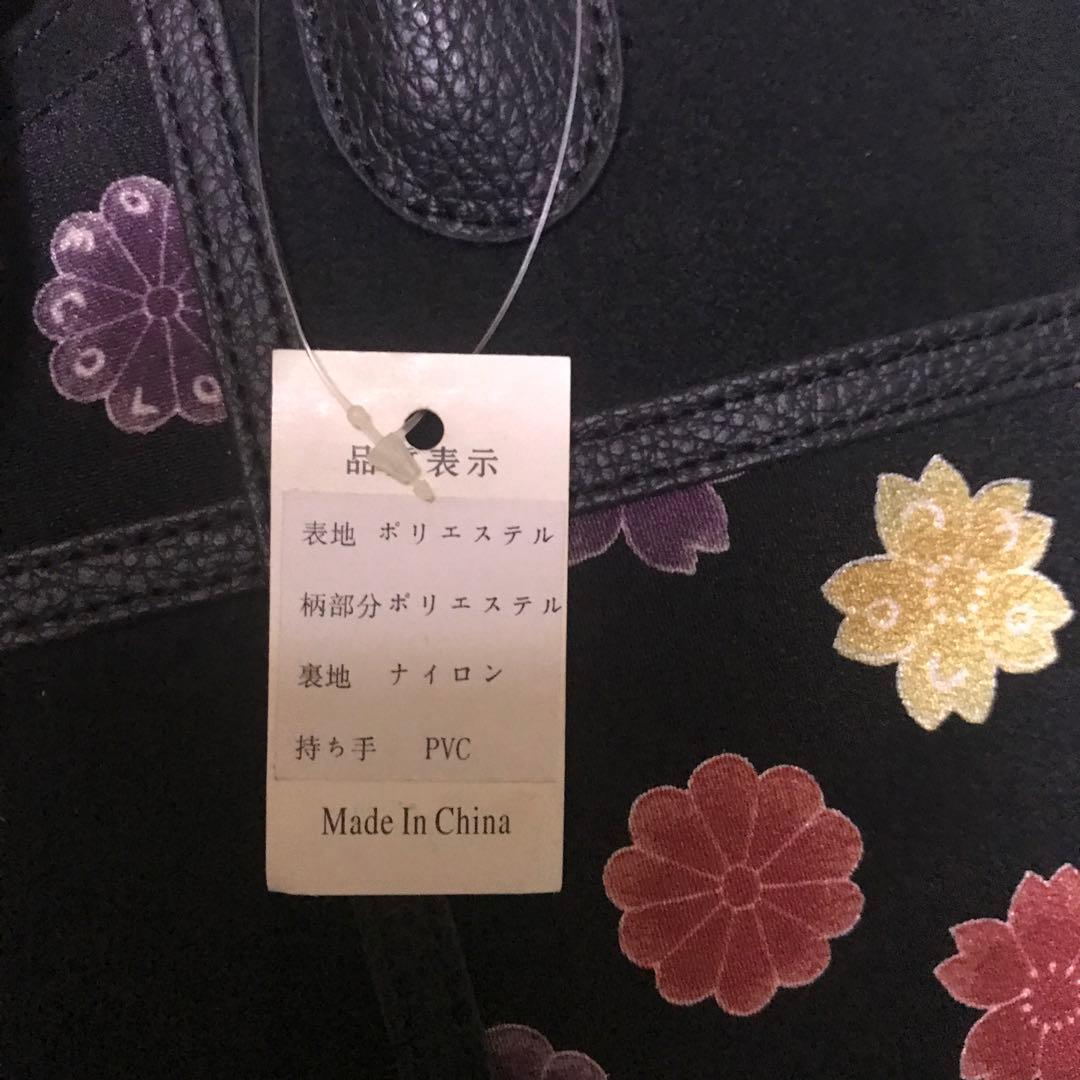 品質表示
表地 ポリエステル
柄部分ポリエステル
裏地 ナイロン
持ち手 PVC
Made In China